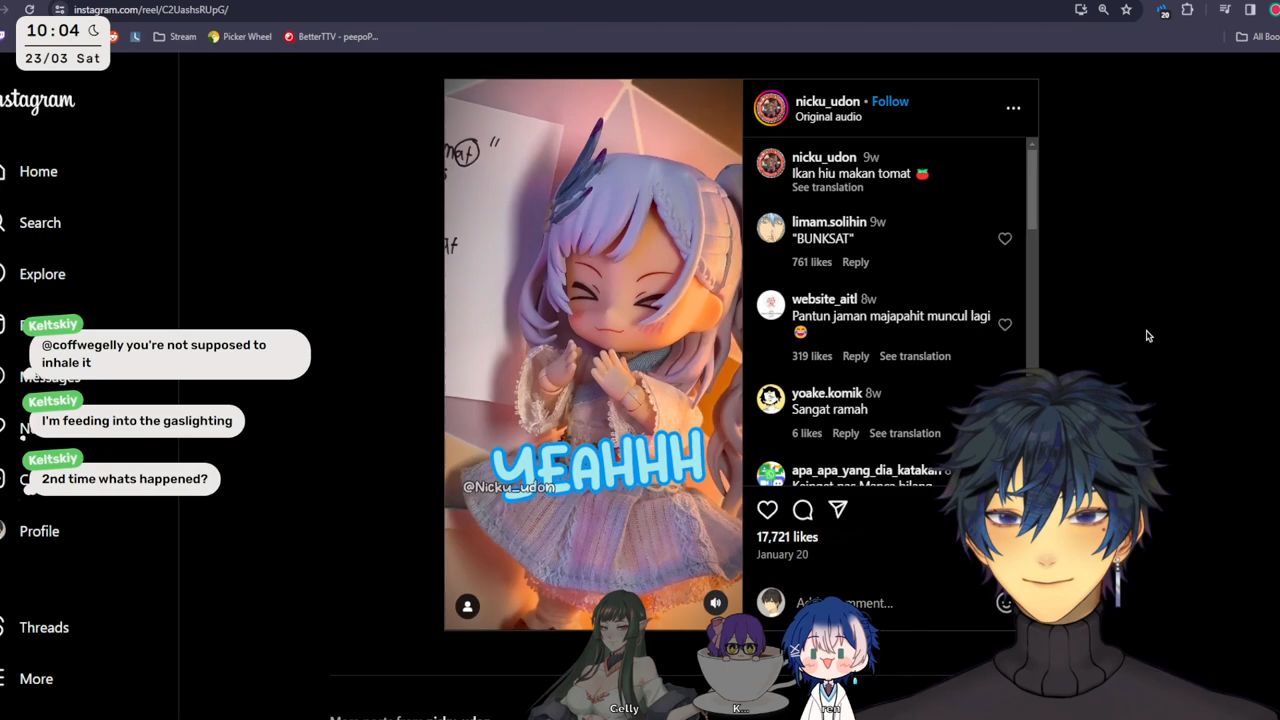 instagram.com/reel/C2UashsRUpG/
20
10:04
23/03 Sat
Stream
Picker Wheel
BetterTTV - peepoP...
All Boo
nstagram
Home
Search
Explore
Messages
Profile
Threads
More
Keltskiy
@coffwegelly you're not supposed to
inhale it
Keltskiy
I'm feeding into the gaslighting
Keltskiy
2nd time whats happened?
YEAHHH
@Nicku_udon
nicku_udon • Follow
Original audio
nicku_udon 9w
Ikan hiu makan tomat 🍅
See translation
limam.solihin 9w
"BUNKSAT"
761 likes Reply
website_aitl 8w
Pantun jaman majapahit muncul lagi
😂
319 likes Reply See translation
yoake.komik 8w
Sangat ramah
6 likes Reply See translation
apa_apa_yang_dia_katakan
17,721 likes
January 20
mment...
Celly
K...
ren